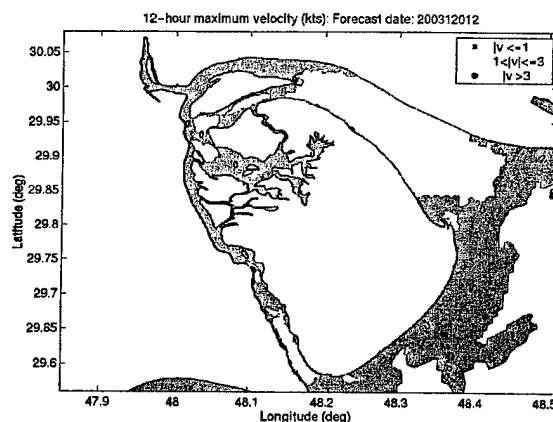 12-hour maximum velocity (kts): Forecast date: 200312012
|v <=1
1<|v|<=3
|v >3
30.05
30
29.95
29.9
29.85
29.8
29.75
29.7
29.65
29.6
Latitude (deg)
47.9 48 48.1 48.2 48.3 48.4 48.5
Longitude (deg)